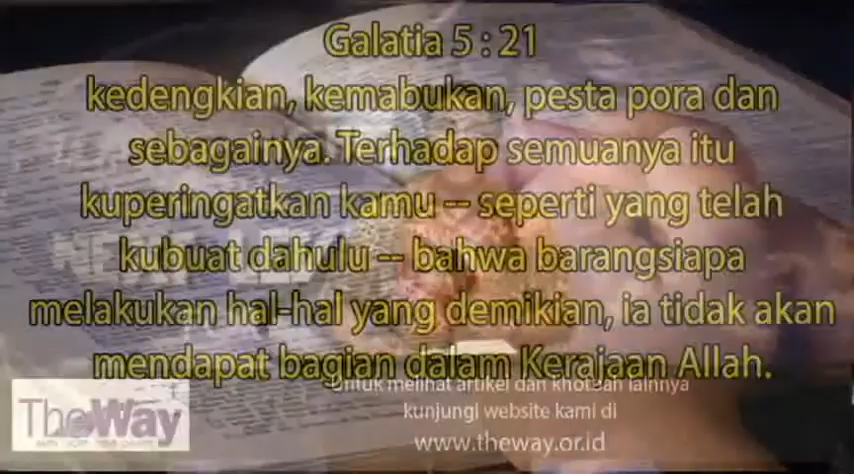 Galatia 5 : 21
kedengkian, kemabukan, pesta pora dan
sebagainya. Terhadap semuanya itu
kuperingatkan kamu -- seperti yang telah
kubuat dahulu -- bahwa barangsiapa
melakukan hal-hal yang demikian, ia tidak akan
mendapat bagian dalam Kerajaan Allah.
untuk melihat artikel dan khotbah lainnya
kunjungi website kami di
www.theway.or.id
TheWay